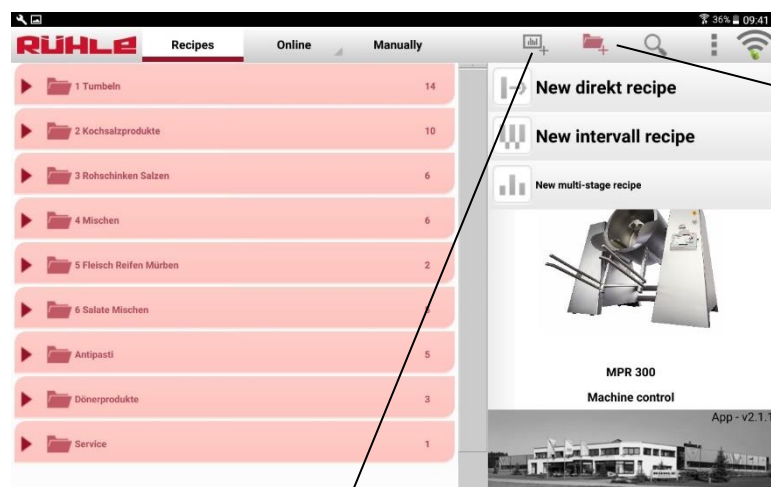 36% 09:41
RÜHLE Recipes Online Manually
1 Tumbeln 14
2 Kochsalzprodukte 10
3 Rohschinken Salzen 6
4 Mischen 6
5 Fleisch Reifen Mürben 2
6 Salate Mischen
Antipasti 5
Dönerprodukte 3
Service 1
New direkt recipe
New intervall recipe
New multi-stage recipe
MPR 300
Machine control
App - v2.1.1